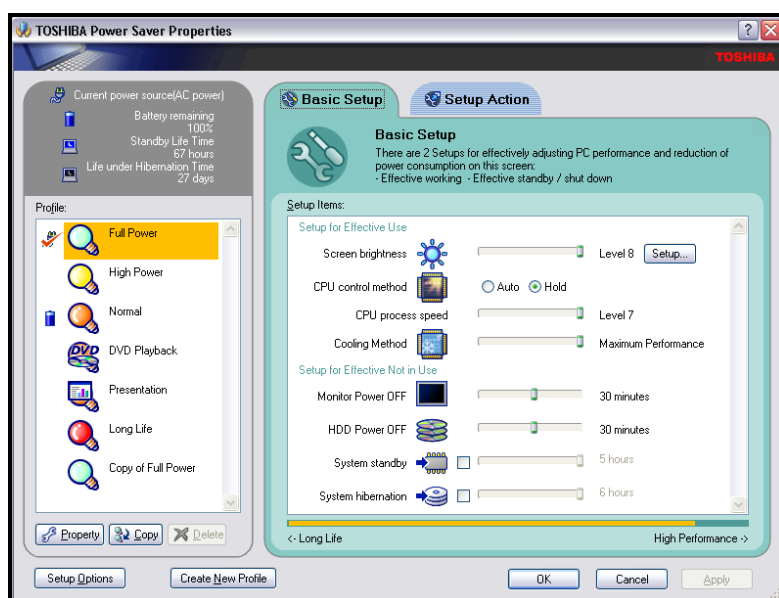 TOSHIBA Power Saver Properties
TOSHIBA
Current power source(AC power)
Battery remaining
100%
Standby Life Time
67 hours
Life under Hibernation Time
27 days
Profile:
Full Power
High Power
Normal
DVD
DVD Playback
Presentation
Long Life
Copy of Full Power
Property
Copy
Delete
Basic Setup
Setup Action
Basic Setup
There are 2 Setups for effectively adjusting PC performance and reduction of
power consumption on this screen:
- Effective working - Effective standby / shut down
Setup Items:
Setup for Effective Use
Screen brightness Level 8 Setup...
CPU control method Auto Hold
CPU process speed Level 7
Cooling Method Maximum Performance
Setup for Effective Not in Use
Monitor Power OFF 30 minutes
HDD Power OFF 30 minutes
System standby 5 hours
System hibernation 6 hours
<- Long Life High Performance ->
Setup Options Create New Profile OK Cancel Apply